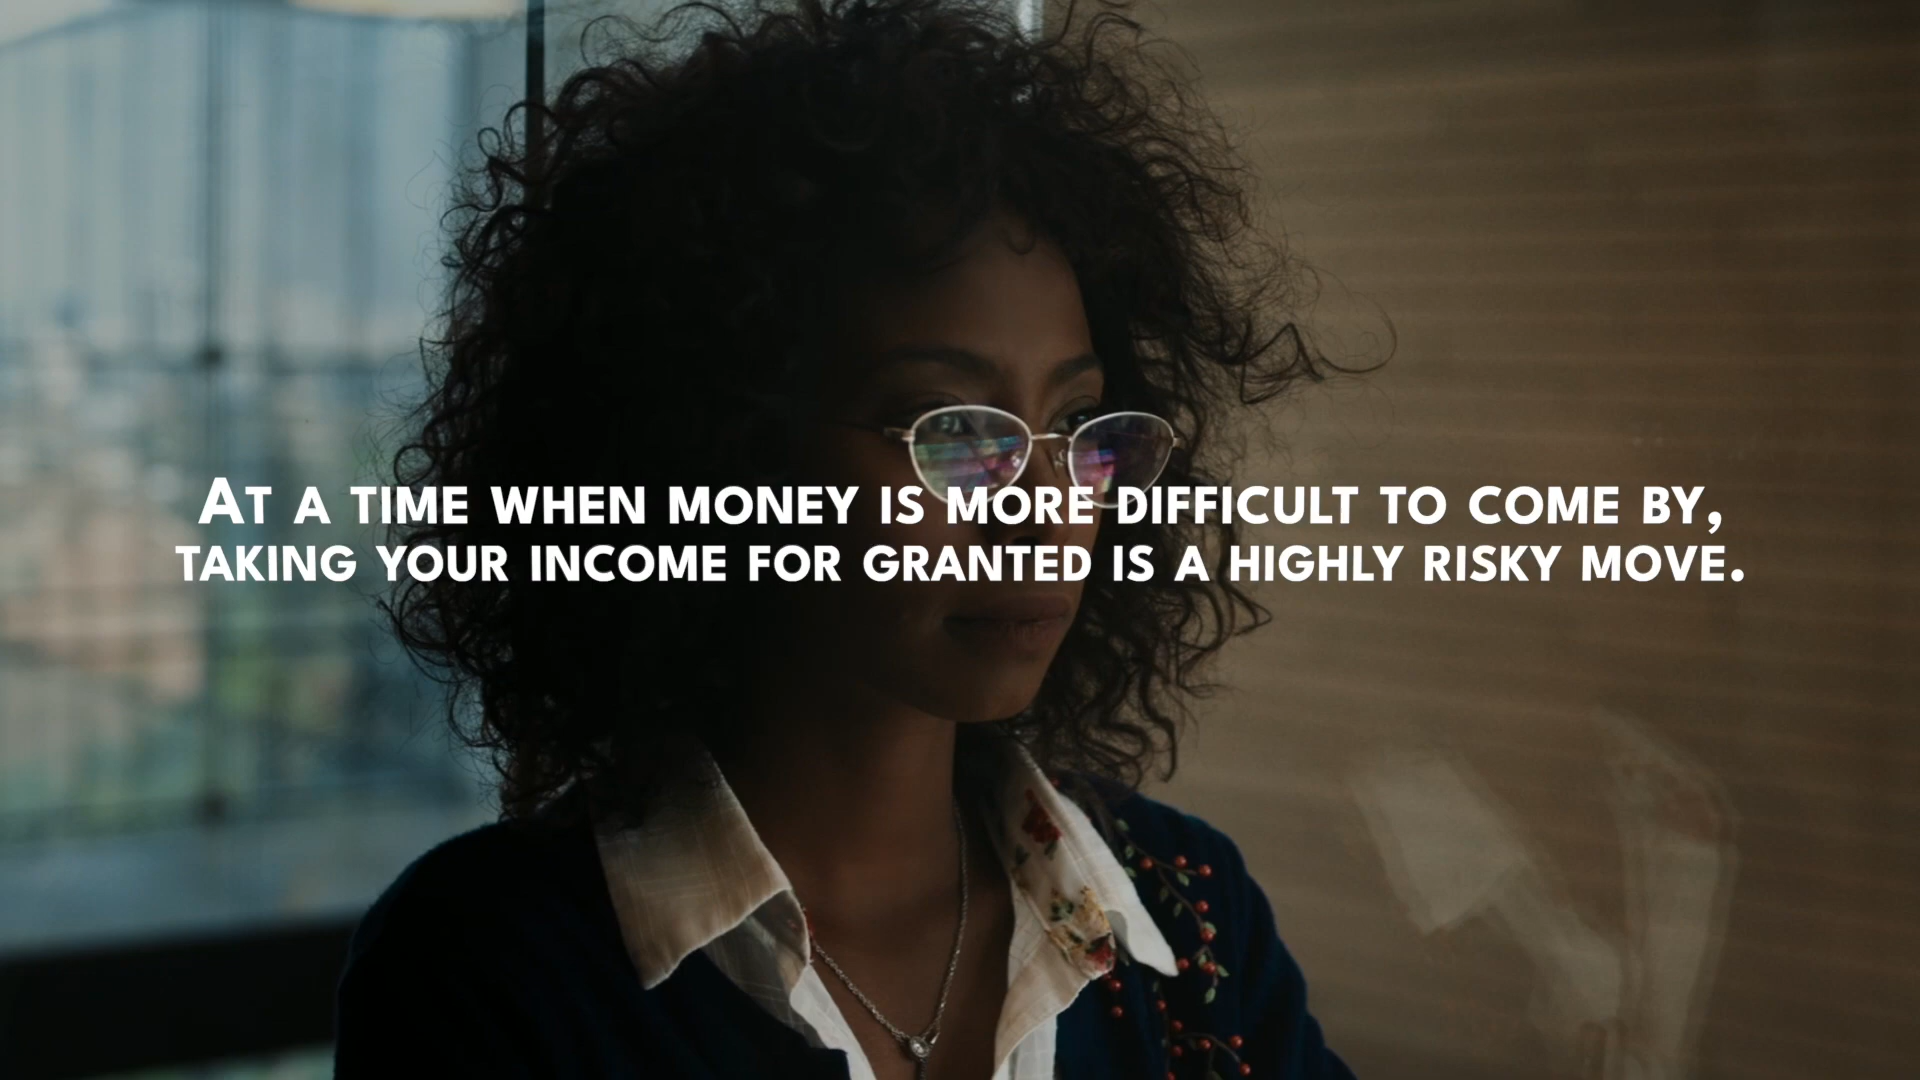 At a time when money is more difficult to come by,
taking your income for granted is a highly risky move.